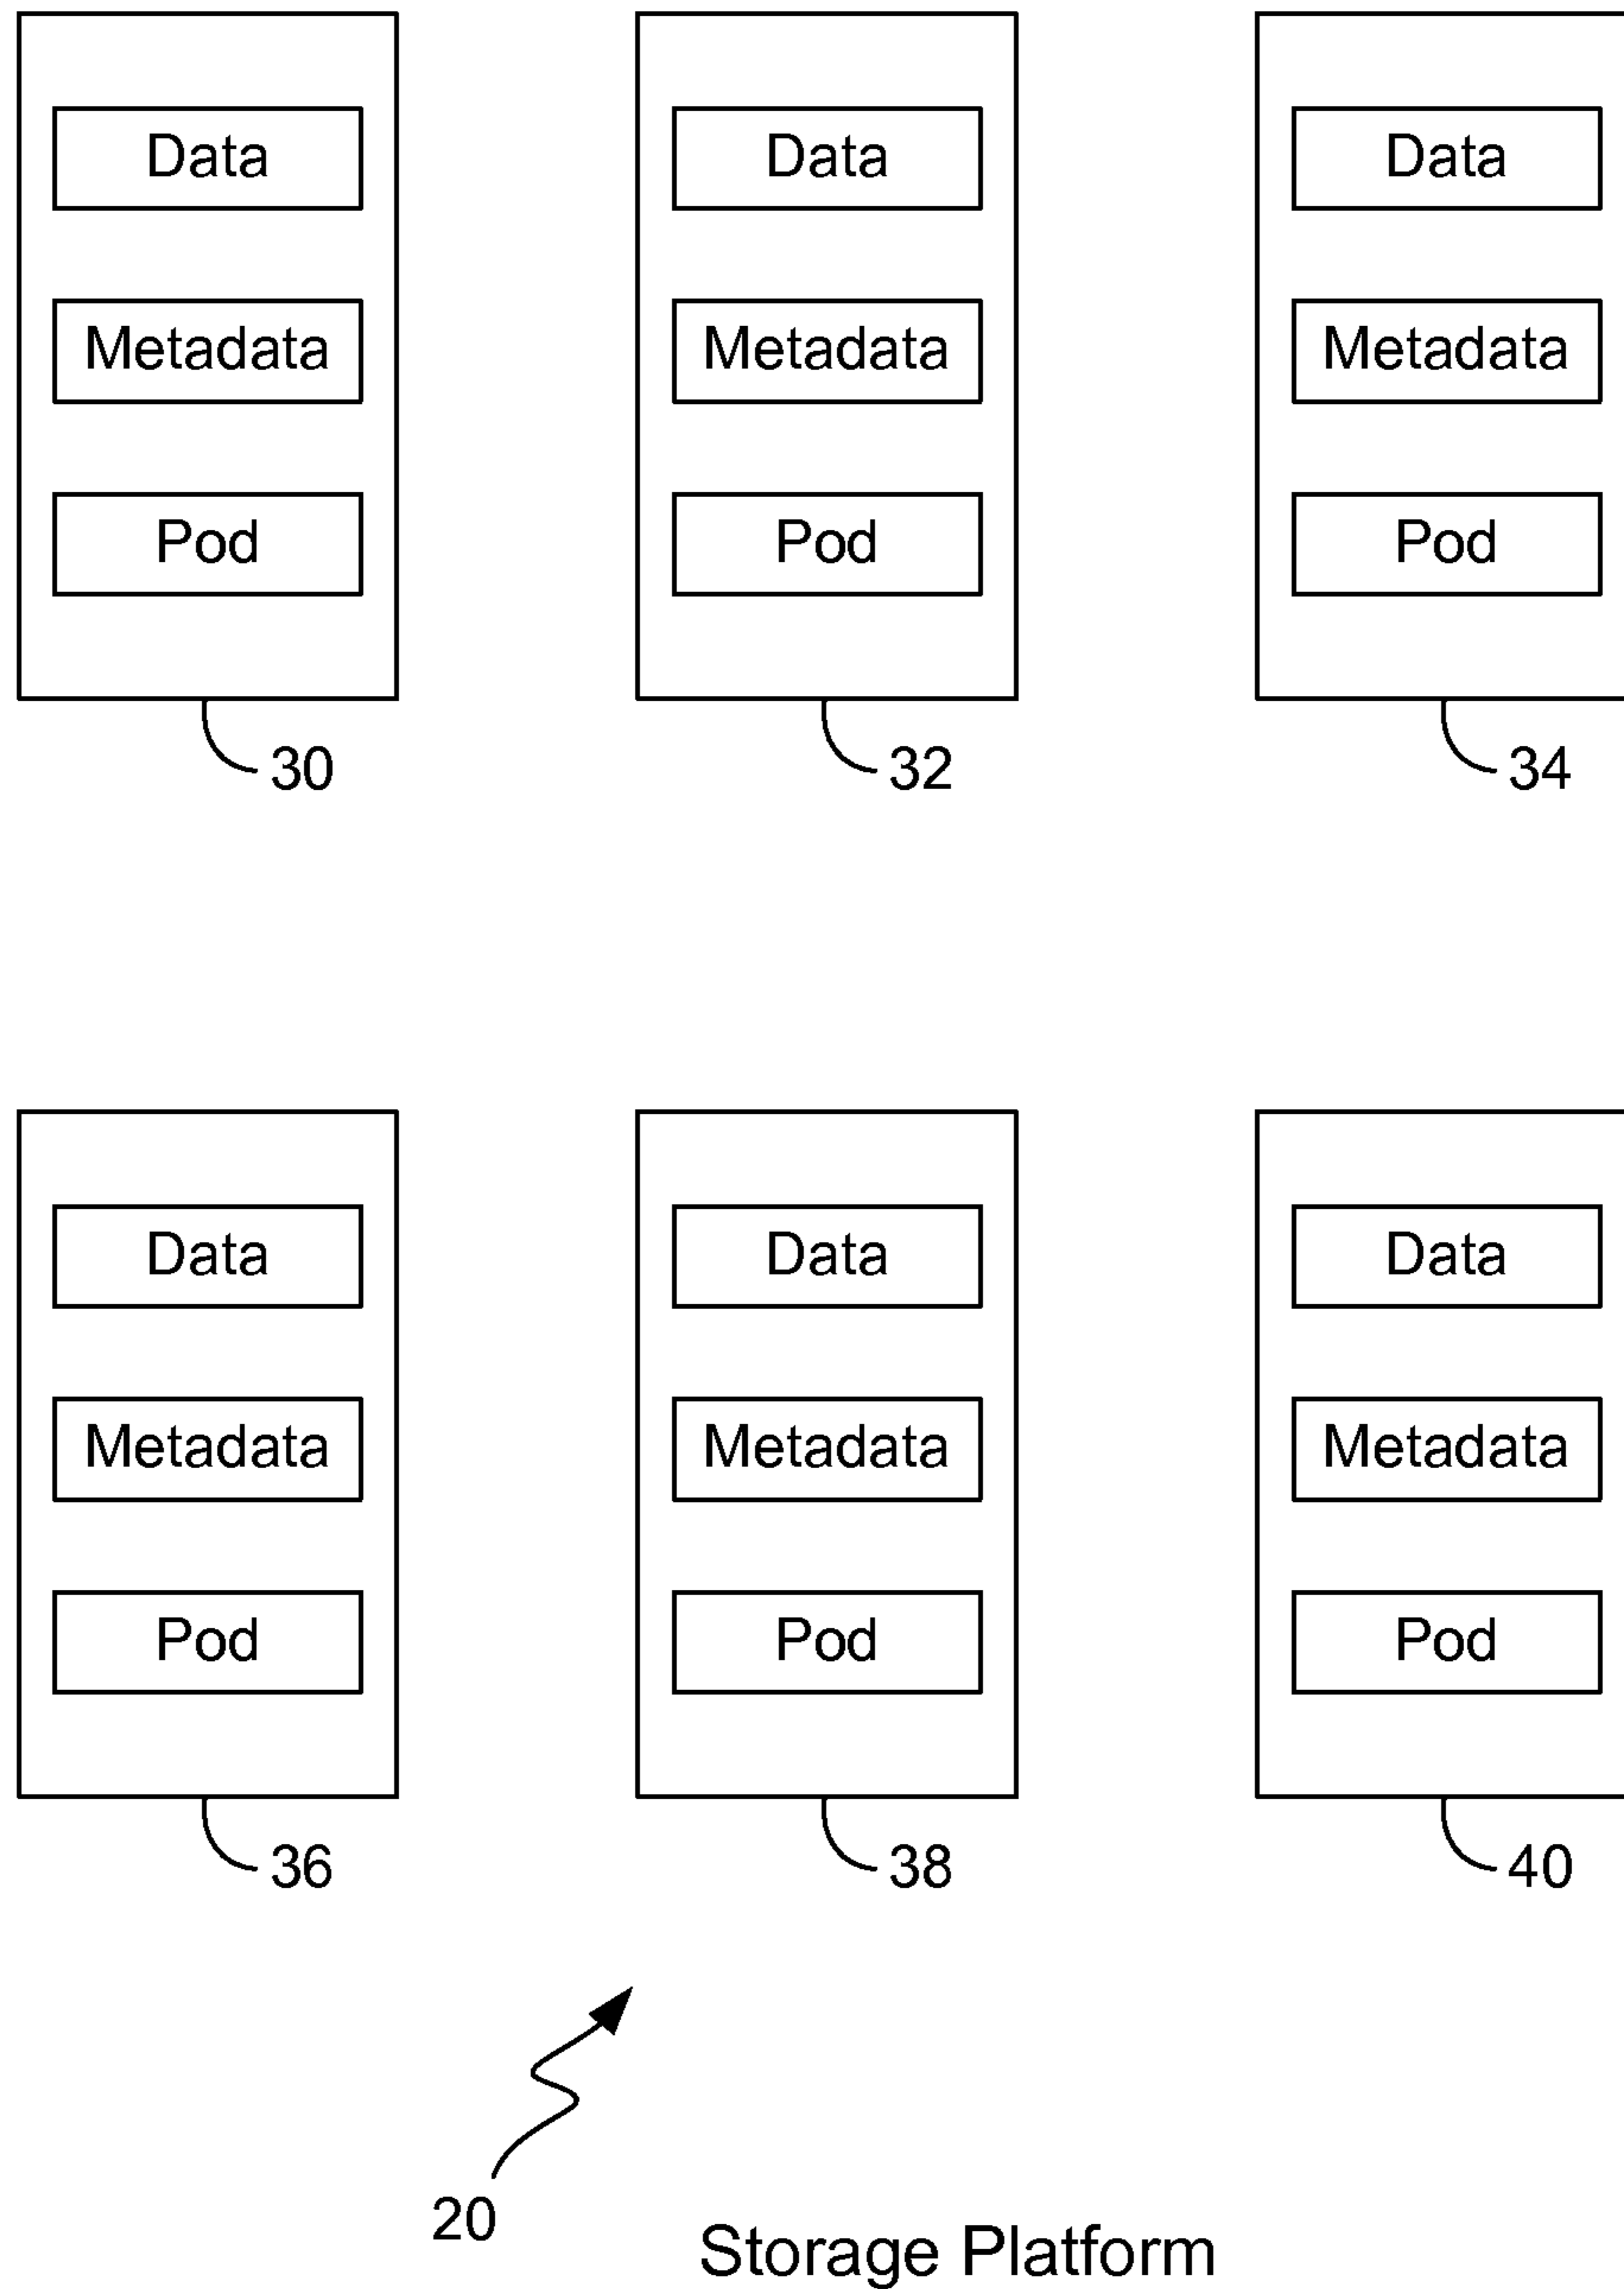 Data Data Data
Metadata Metadata Metadata
Pod Pod Pod
30 32 34
Data Data Data
Metadata Metadata Metadata
Pod Pod Pod
36 38 40
20
Storage Platform